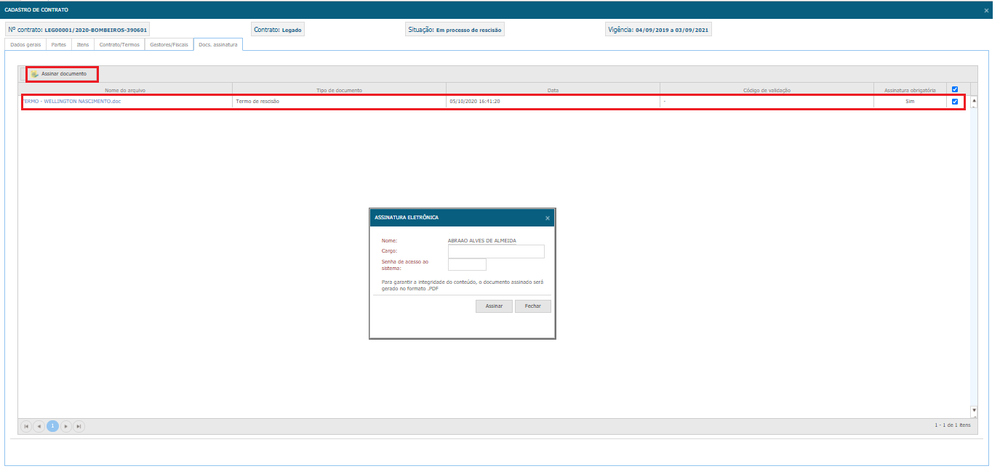 CADASTRO DE CONTRATO
Nº contrato: LEG00001/2020-BOMBEIROS-390601 Contrato: Legado Situação: Em processo de rescisão Vigência: 04/09/2019 a 03/09/2021
Dados gerais Partes Itens Contrato/Termos Gestores/Fiscais Docs. assinatura
Assinar documento
Nome do arquivo Tipo de documento Data Código de validação Assinatura obrigatória
TERMO - WELLINGTON NASCIMENTO.doc Termo de rescisão 05/10/2020 16:41:20 - Sim
ASSINATURA ELETRÔNICA
Nome: ABRAAO ALVES DE ALMEIDA
Cargo:
Senha de acesso ao
sistema:
Para garantir a integridade do conteúdo, o documento assinado será
gerado no formato .PDF
Assinar Fechar
1 1 - 1 de 1 itens